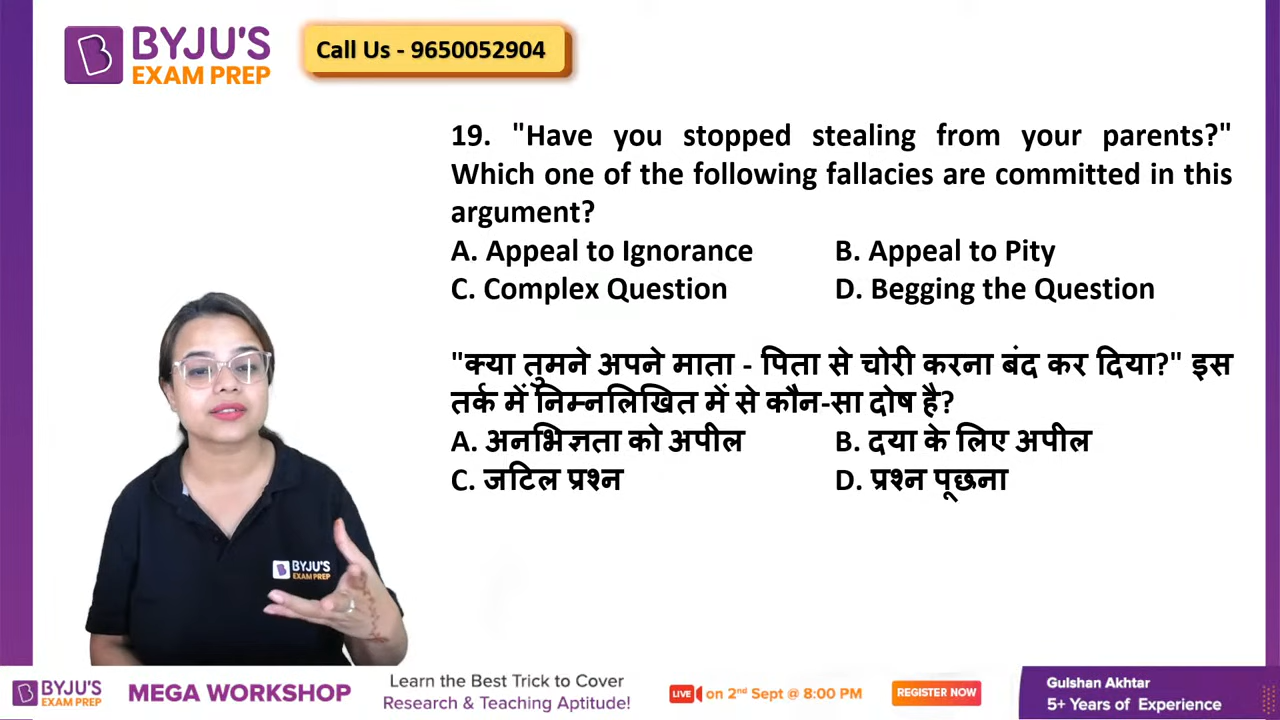 BYJU'S
EXAM PREP
Call Us - 9650052904
19. "Have you stopped stealing from your parents?"
Which one of the following fallacies are committed in this
argument?
A. Appeal to Ignorance B. Appeal to Pity
C. Complex Question D. Begging the Question
"क्या तुमने अपने माता - पिता से चोरी करना बंद कर दिया?" इस
तर्क में निम्नलिखित में से कौन-सा दोष है?
A. अनभिज्ञता को अपील B. दया के लिए अपील
C. जटिल प्रश्न D. प्रश्न पूछना
BYJU'S
EXAM PREP
BYJU'S
EXAM PREP
MEGA WORKSHOP
Learn the Best Trick to Cover
Research & Teaching Aptitude!
LIVE on 2nd Sept @ 8:00 PM
REGISTER NOW
Gulshan Akhtar
5+ Years of Experience